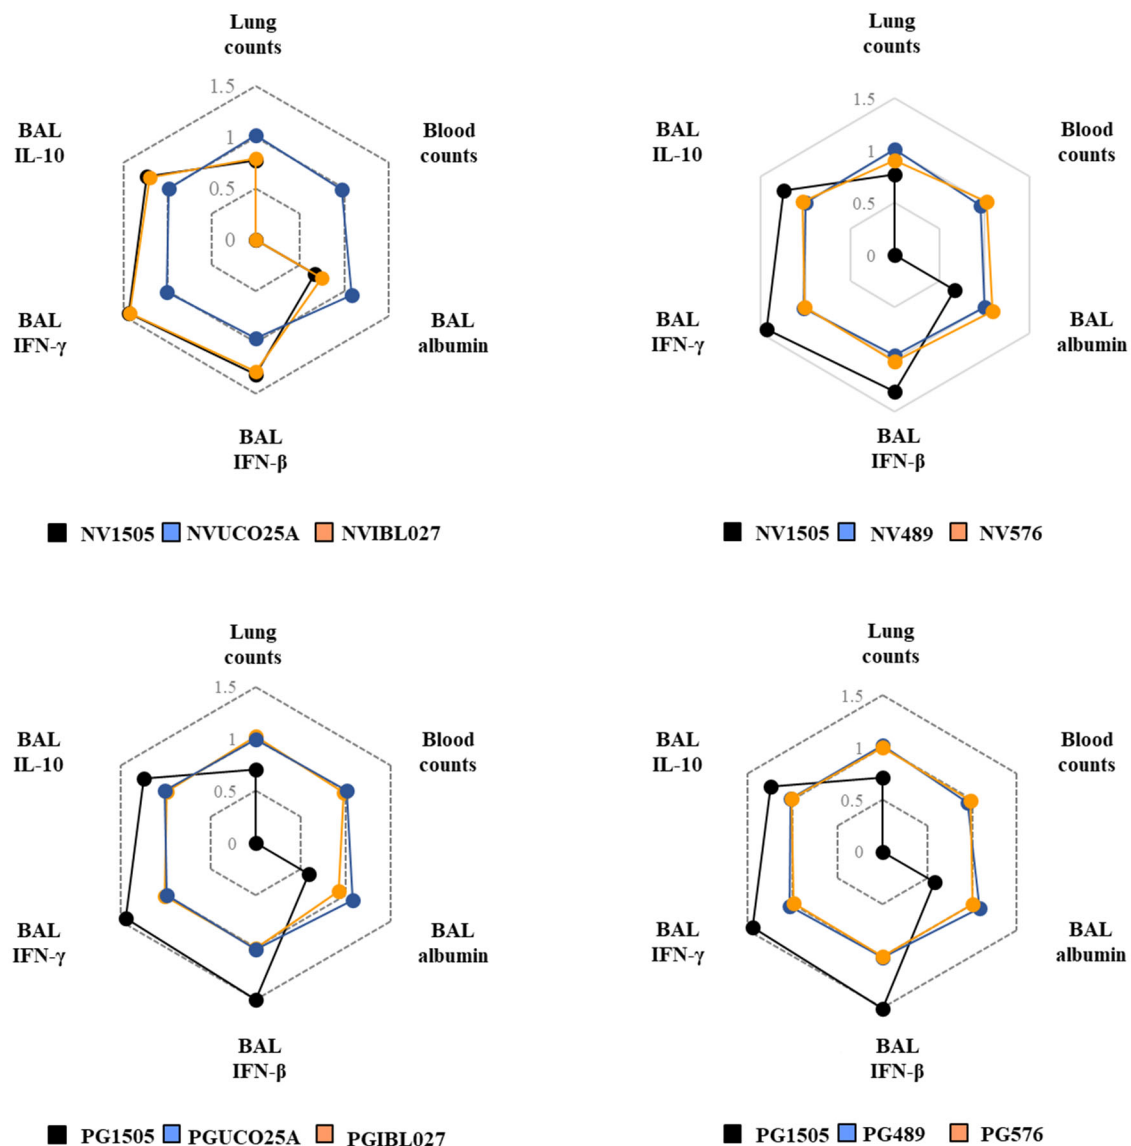 Lung
counts
1.5
BAL
IL-10
Blood
counts
1
0.5
0
BAL
IFN-γ
BAL
albumin
BAL
IFN-β
NV1505 NVUCO25A NVIBL027
Lung
counts
1.5
BAL
IL-10
Blood
counts
1
0.5
0
BAL
IFN-γ
BAL
albumin
BAL
IFN-β
NV1505 NV489 NV576
Lung
counts
1.5
BAL
IL-10
Blood
counts
1
0.5
0
BAL
IFN-γ
BAL
albumin
BAL
IFN-β
PG1505 PGUCO25A PGIBL027
Lung
counts
1.5
BAL
IL-10
Blood
counts
1
0.5
0
BAL
IFN-γ
BAL
albumin
BAL
IFN-β
PG1505 PG489 PG576